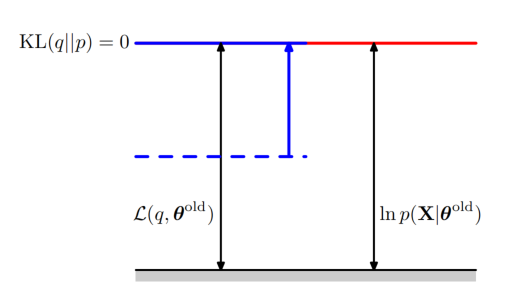 KL(q||p) = 0
ℒ(q, θ^old)
ln p(X|θ^old)